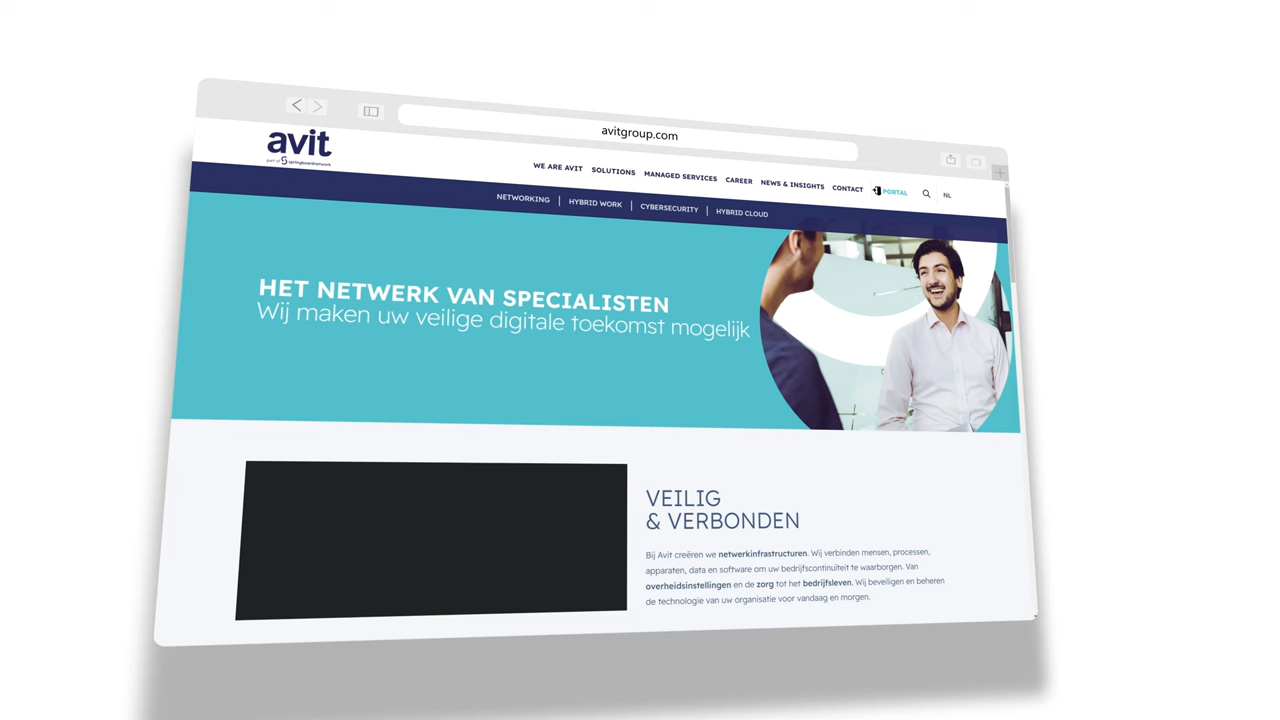 avitgroup.com
avit
part of springboardnetwork
WE ARE AVIT SOLUTIONS MANAGED SERVICES CAREER NEWS & INSIGHTS CONTACT PORTAL NL
NETWORKING | HYBRID WORK | CYBERSECURITY | HYBRID CLOUD
HET NETWERK VAN SPECIALISTEN
Wij maken uw veilige digitale toekomst mogelijk
VEILIG
& VERBONDEN
Bij Avit creëren we netwerkinfrastructuren. Wij verbinden mensen, processen,
apparaten, data en software om uw bedrijfscontinuïteit te waarborgen. Van
overheidsinstellingen en de zorg tot het bedrijfsleven. Wij beveiligen en beheren
de technologie van uw organisatie voor vandaag en morgen.